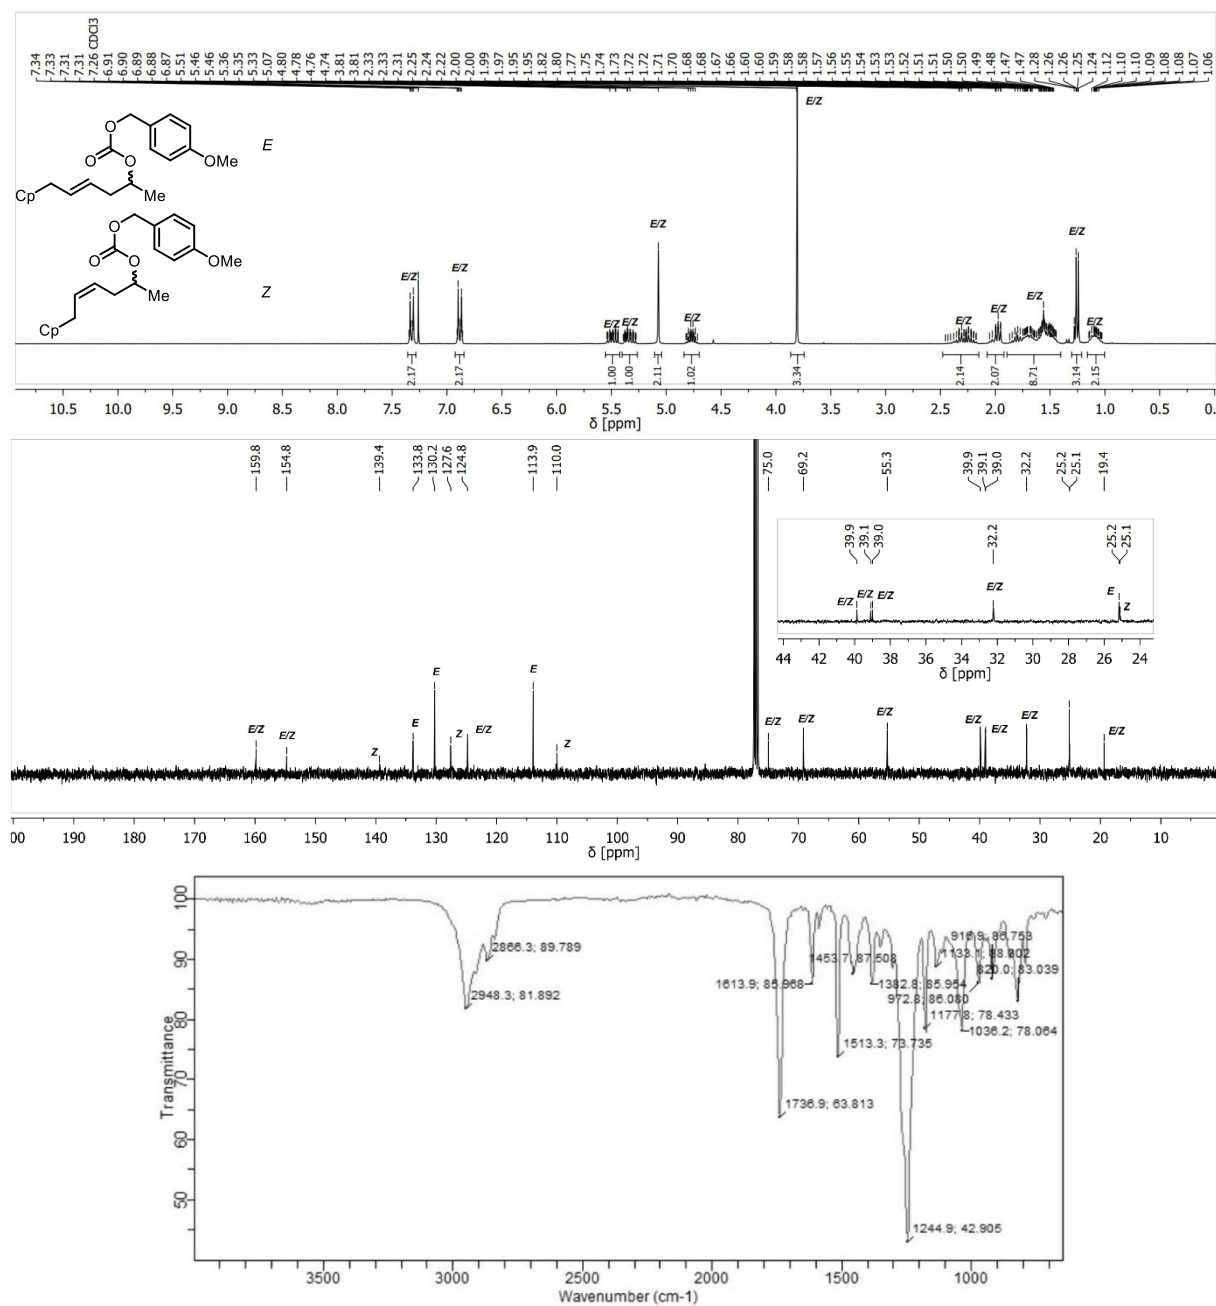 7.34 7.33 7.31 7.31 7.26 CDCl3 6.91 6.90 6.89 6.88 6.87 5.51 5.46 5.46 5.36 5.35 5.33 5.07 4.80 4.78 4.76 4.74 3.81 3.81 2.33 2.33 2.31 2.25 2.24 2.22 2.00 2.00 1.99 1.97 1.95 1.95 1.82 1.80 1.77 1.75 1.74 1.73 1.72 1.72 1.71 1.70 1.68 1.68 1.67 1.66 1.60 1.60 1.59 1.58 1.58 1.57 1.56 1.55 1.54 1.53 1.53 1.52 1.51 1.51 1.50 1.50 1.49 1.48 1.47 1.47 1.28 1.26 1.26 1.25 1.24 1.12 1.10 1.10 1.09 1.08 1.08 1.07 1.06
E/Z
O
O
O
OMe
Cp
Me
E
O
O
O
OMe
Me
Cp
Z
E/Z E/Z E/Z E/Z E/Z E/Z E/Z E/Z E/Z E/Z E/Z
2.17 2.17 1.00 1.00 2.11 1.02 3.34 2.14 2.07 8.71 3.14 2.15
10.5 10.0 9.5 9.0 8.5 8.0 7.5 7.0 6.5 6.0 5.5 5.0 4.5 4.0 3.5 3.0 2.5 2.0 1.5 1.0 0.5 0.
δ [ppm]
159.8 154.8 139.4 133.8 130.2 127.6 124.8 113.9 110.0 75.0 69.2 55.3 39.9 39.1 39.0 32.2 25.2 25.1 19.4
39.9 39.1 39.0 32.2 25.2 25.1
E/Z E/Z E/Z E/Z E Z
44 42 40 38 36 34 32 30 28 26 24
δ [ppm]
E/Z E/Z Z E E Z E/Z E Z E/Z E/Z E/Z E/Z E/Z E/Z E/Z
00 190 180 170 160 150 140 130 120 110 100 90 80 70 60 50 40 30 20 10
δ [ppm]
Transmittance
100
90
80
70
60
50
2866.3; 89.789
2948.3; 81.892
1736.9; 63.813
1613.9; 85.968
1513.3; 73.735
1453.7; 87.508
1382.8; 85.954
1244.9; 42.905
1177.8; 78.433
1133.1; 88.802
1036.2; 78.064
972.8; 86.080
820.0; 83.039
3500 3000 2500 2000 1500 1000
Wavenumber (cm-1)